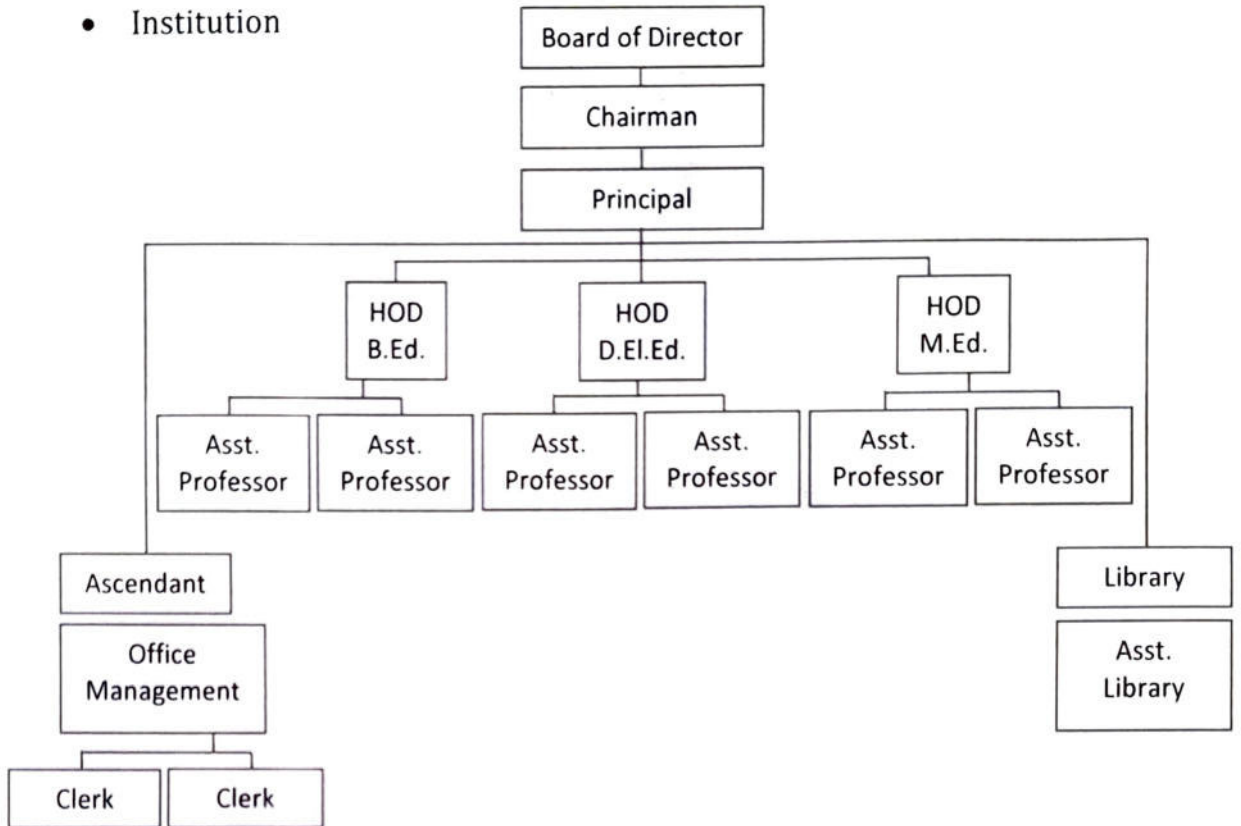 • Institution
Board of Director
Chairman
Principal
HOD
B.Ed.
HOD
D.El.Ed.
HOD
M.Ed.
Asst.
Professor
Asst.
Professor
Asst.
Professor
Asst.
Professor
Asst.
Professor
Asst.
Professor
Ascendant
Library
Office
Management
Asst.
Library
Clerk
Clerk